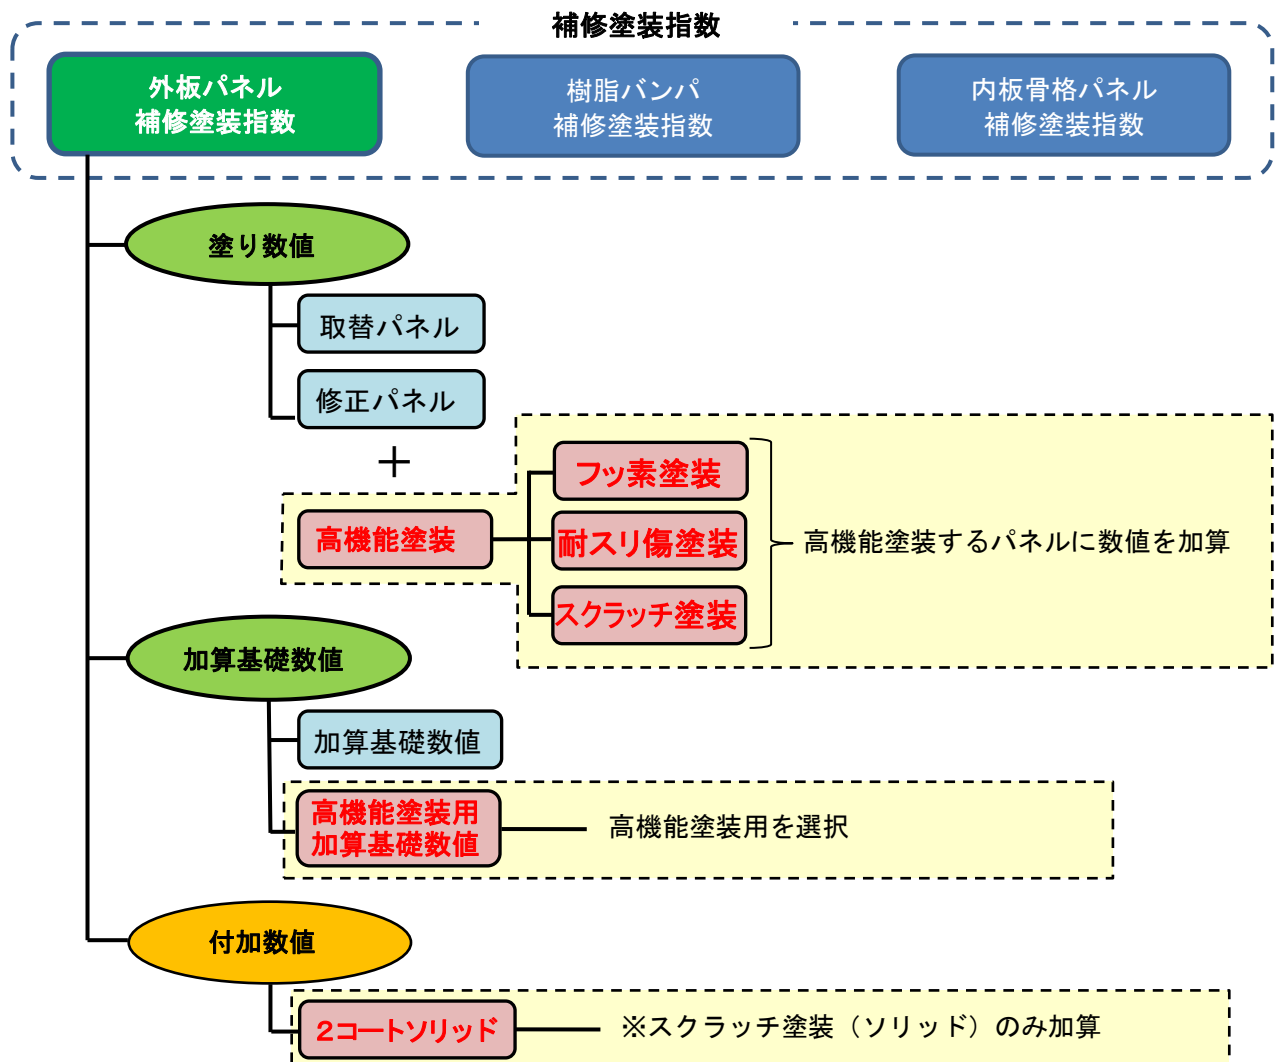 補修塗装指数
外板パネル
補修塗装指数
樹脂バンパ
補修塗装指数
内板骨格パネル
補修塗装指数
塗り数値
取替パネル
修正パネル
＋
フッ素塗装
高機能塗装
耐スリ傷塗装
スクラッチ塗装
高機能塗装するパネルに数値を加算
加算基礎数値
加算基礎数値
高機能塗装用
加算基礎数値
高機能塗装用を選択
付加数値
２コートソリッド
※スクラッチ塗装（ソリッド）のみ加算